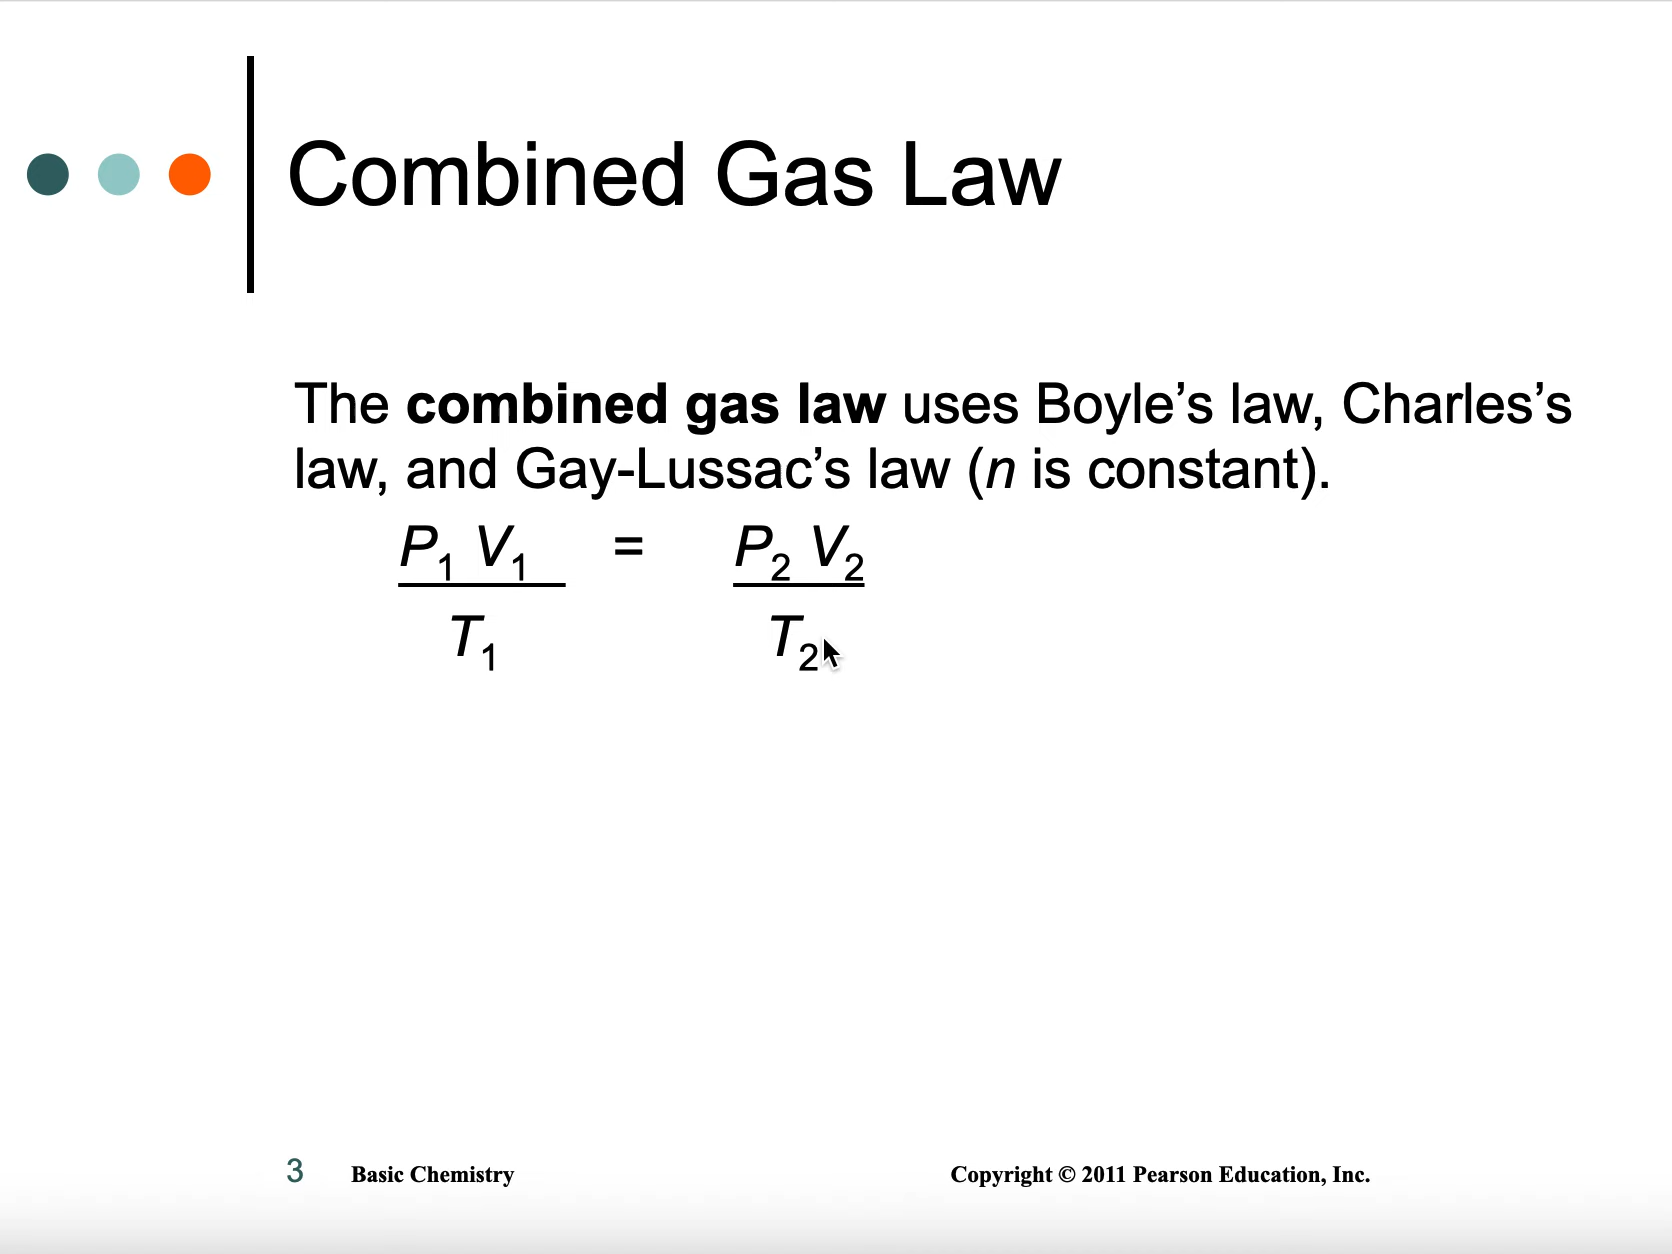 Combined Gas Law
The combined gas law uses Boyle’s law, Charles’s
law, and Gay-Lussac’s law (n is constant).
P₁ V₁ = P₂ V₂
T₁ T₂
3 Basic Chemistry Copyright © 2011 Pearson Education, Inc.